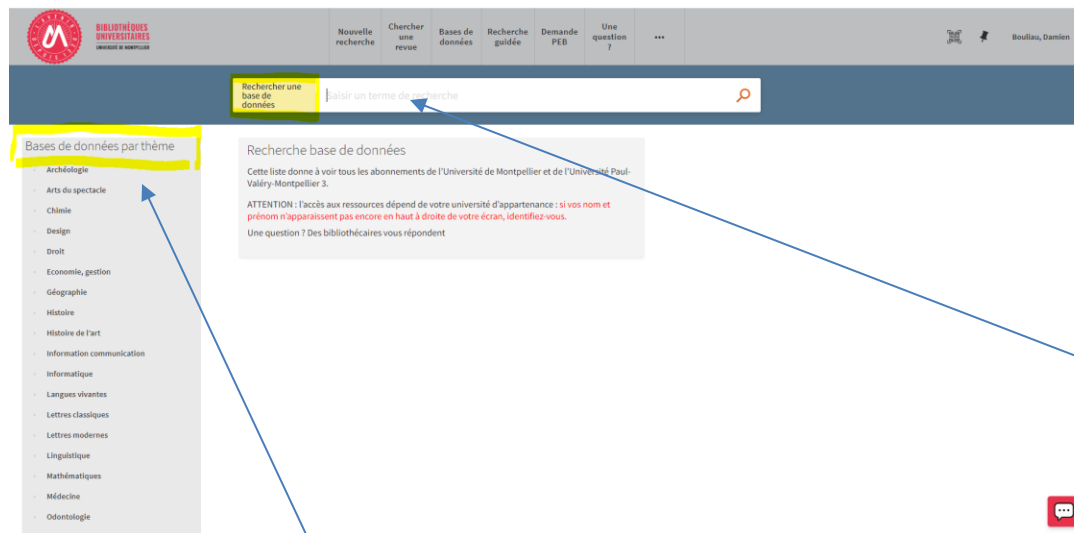 BIBLIOTHÈQUES
UNIVERSITAIRES
UNIVERSITÉ DE MONTPELLIER
Nouvelle
recherche
Chercher
une
revue
Bases de
données
Recherche
guidée
Demande
PEB
Une
question
?
•••
Bouliau, Damien
Rechercher une
base de
données
Saisir un terme de recherche
Bases de données par thème
Archéologie
Arts du spectacle
Chimie
Design
Droit
Economie, gestion
Géographie
Histoire
Histoire de l'art
Information communication
Informatique
Langues vivantes
Lettres classiques
Lettres modernes
Linguistique
Mathématiques
Médecine
Odontologie
Recherche base de données
Cette liste donne à voir tous les abonnements de l'Université de Montpellier et de l'Université Paul-
Valéry-Montpellier 3.
ATTENTION : l'accès aux ressources dépend de votre université d'appartenance : si vos nom et
prénom n'apparaissent pas encore en haut à droite de votre écran, identifiez-vous.
Une question ? Des bibliothécaires vous répondent